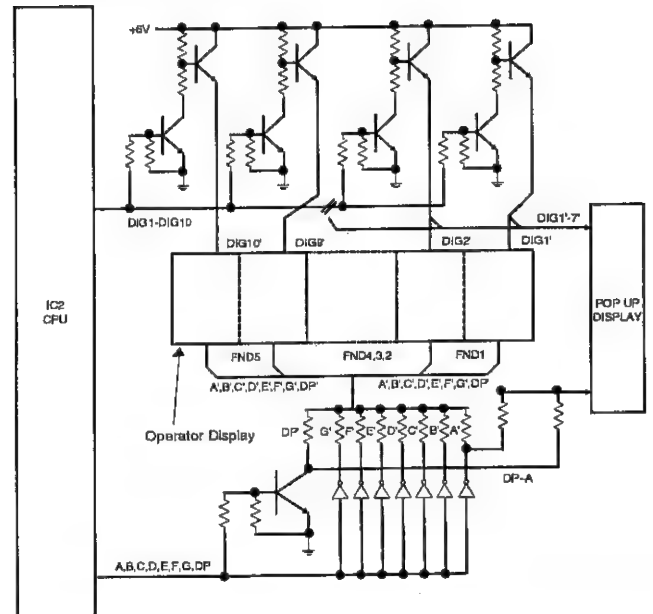 +6V
DIG1-DIG10
DIG1'-7'
DIG10'
DIG9'
DIG2'
DIG1'
IC2
CPU
POP UP
DISPLAY
FND5
FND4,3,2
FND1
A',B',C',D',E',F',G',DP'
A',B',C',D',E',F',G',DP'
Operator Display
DP'
G'
F'
E'
D'
C'
B'
A'
DP-A
A,B,C,D,E,F,G,DP